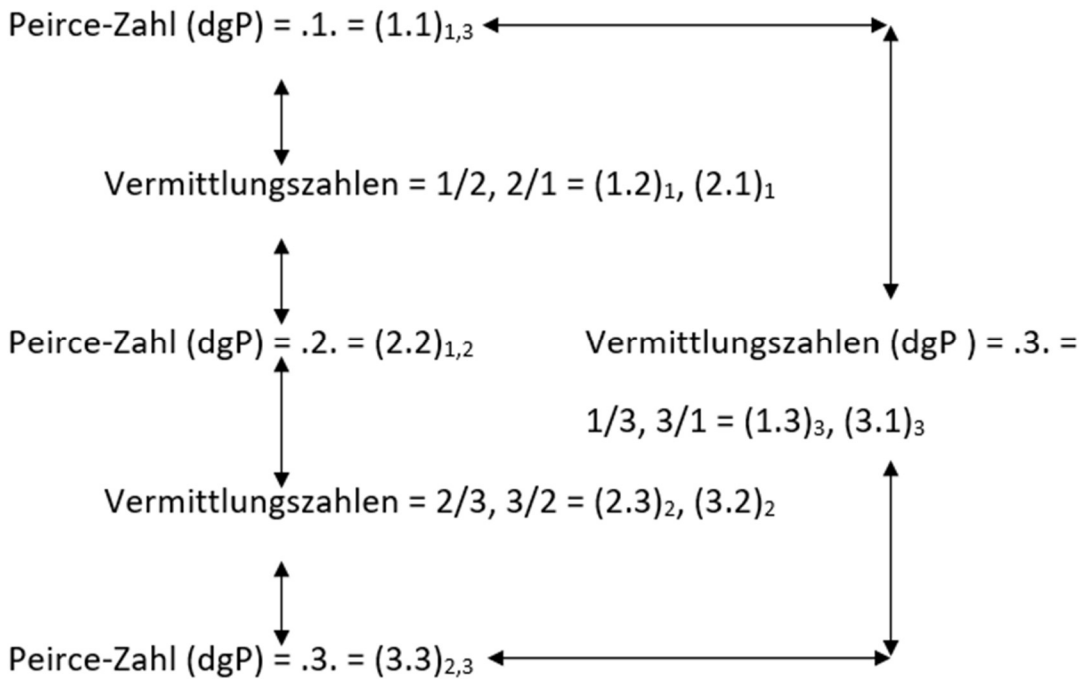 Peirce-Zahl (dgP) = .1. = (1.1)₁,₃
Vermittlungszahlen = 1/2, 2/1 = (1.2)₁, (2.1)₁
Peirce-Zahl (dgP) = .2. = (2.2)₁,₂
Vermittlungszahlen (dgP ) = .3. =
1/3, 3/1 = (1.3)₃, (3.1)₃
Vermittlungszahlen = 2/3, 3/2 = (2.3)₂, (3.2)₂
Peirce-Zahl (dgP) = .3. = (3.3)₂,₃